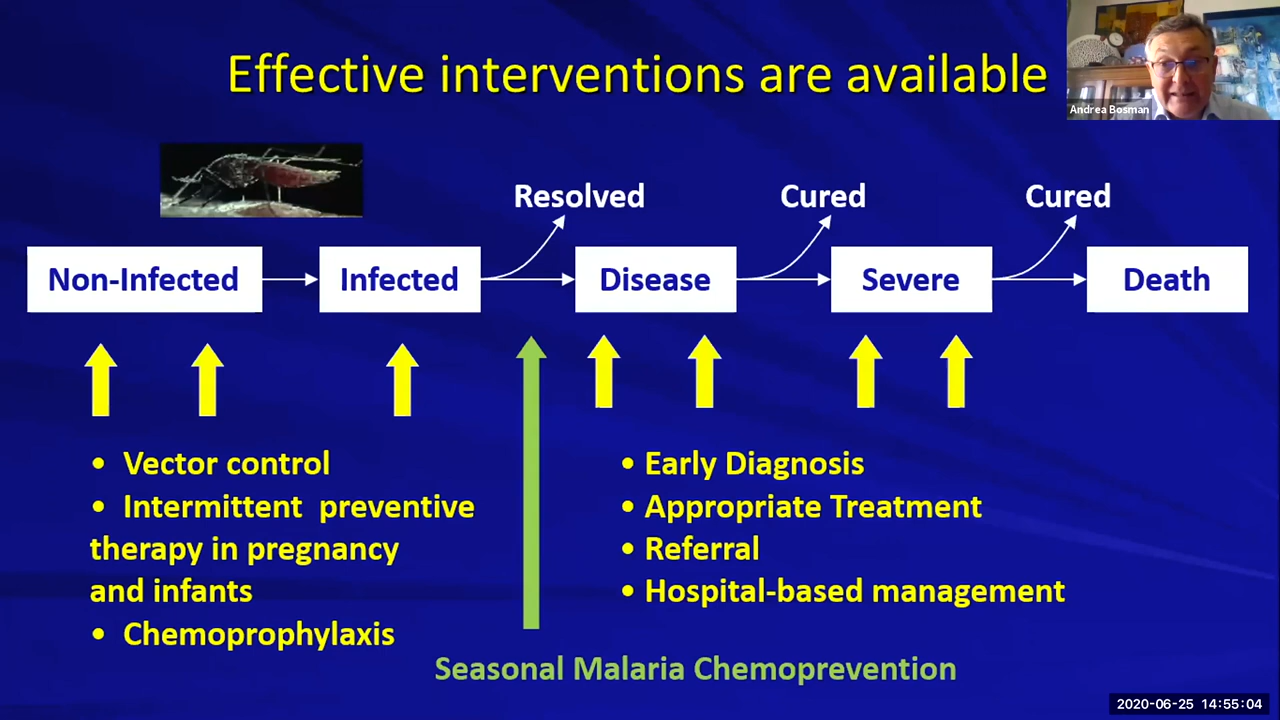 Effective interventions are available
Andrea Bosman
Resolved
Cured
Cured
Non-Infected
Infected
Disease
Severe
Death
• Vector control
• Intermittent preventive
therapy in pregnancy
and infants
• Chemoprophylaxis
• Early Diagnosis
• Appropriate Treatment
• Referral
• Hospital-based management
Seasonal Malaria Chemoprevention
2020-06-25 14:55:04